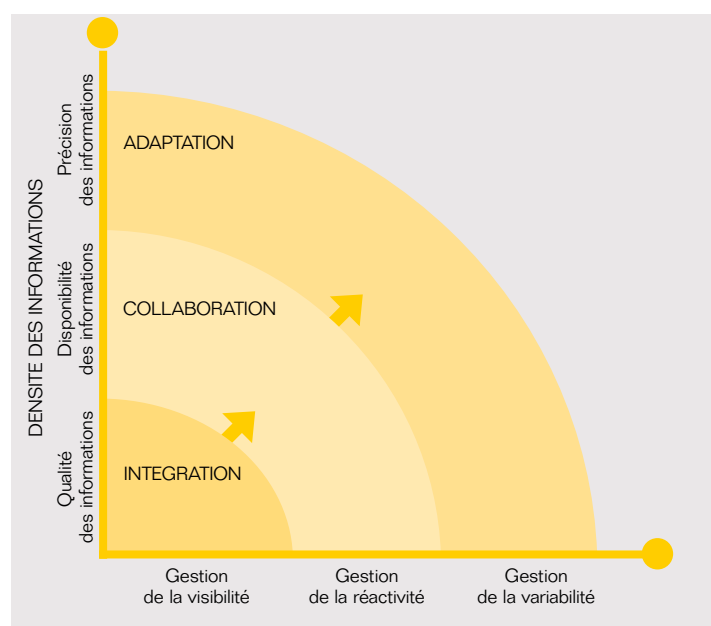 DENSITE DES INFORMATIONS
Précision
des informations
Disponibilité
des informations
Qualité
des informations
ADAPTATION
COLLABORATION
INTEGRATION
Gestion
de la visibilité
Gestion
de la réactivité
Gestion
de la variabilité